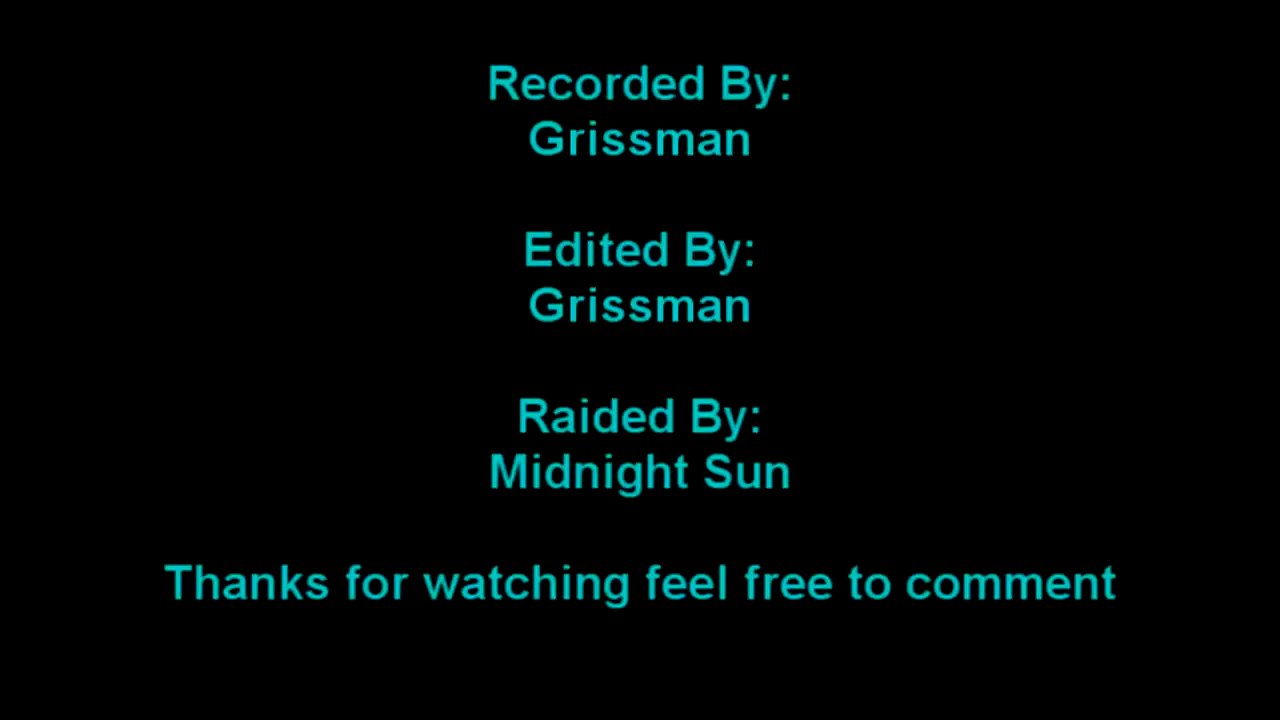 Recorded By:
Grissman
Edited By:
Grissman
Raided By:
Midnight Sun
Thanks for watching feel free to comment